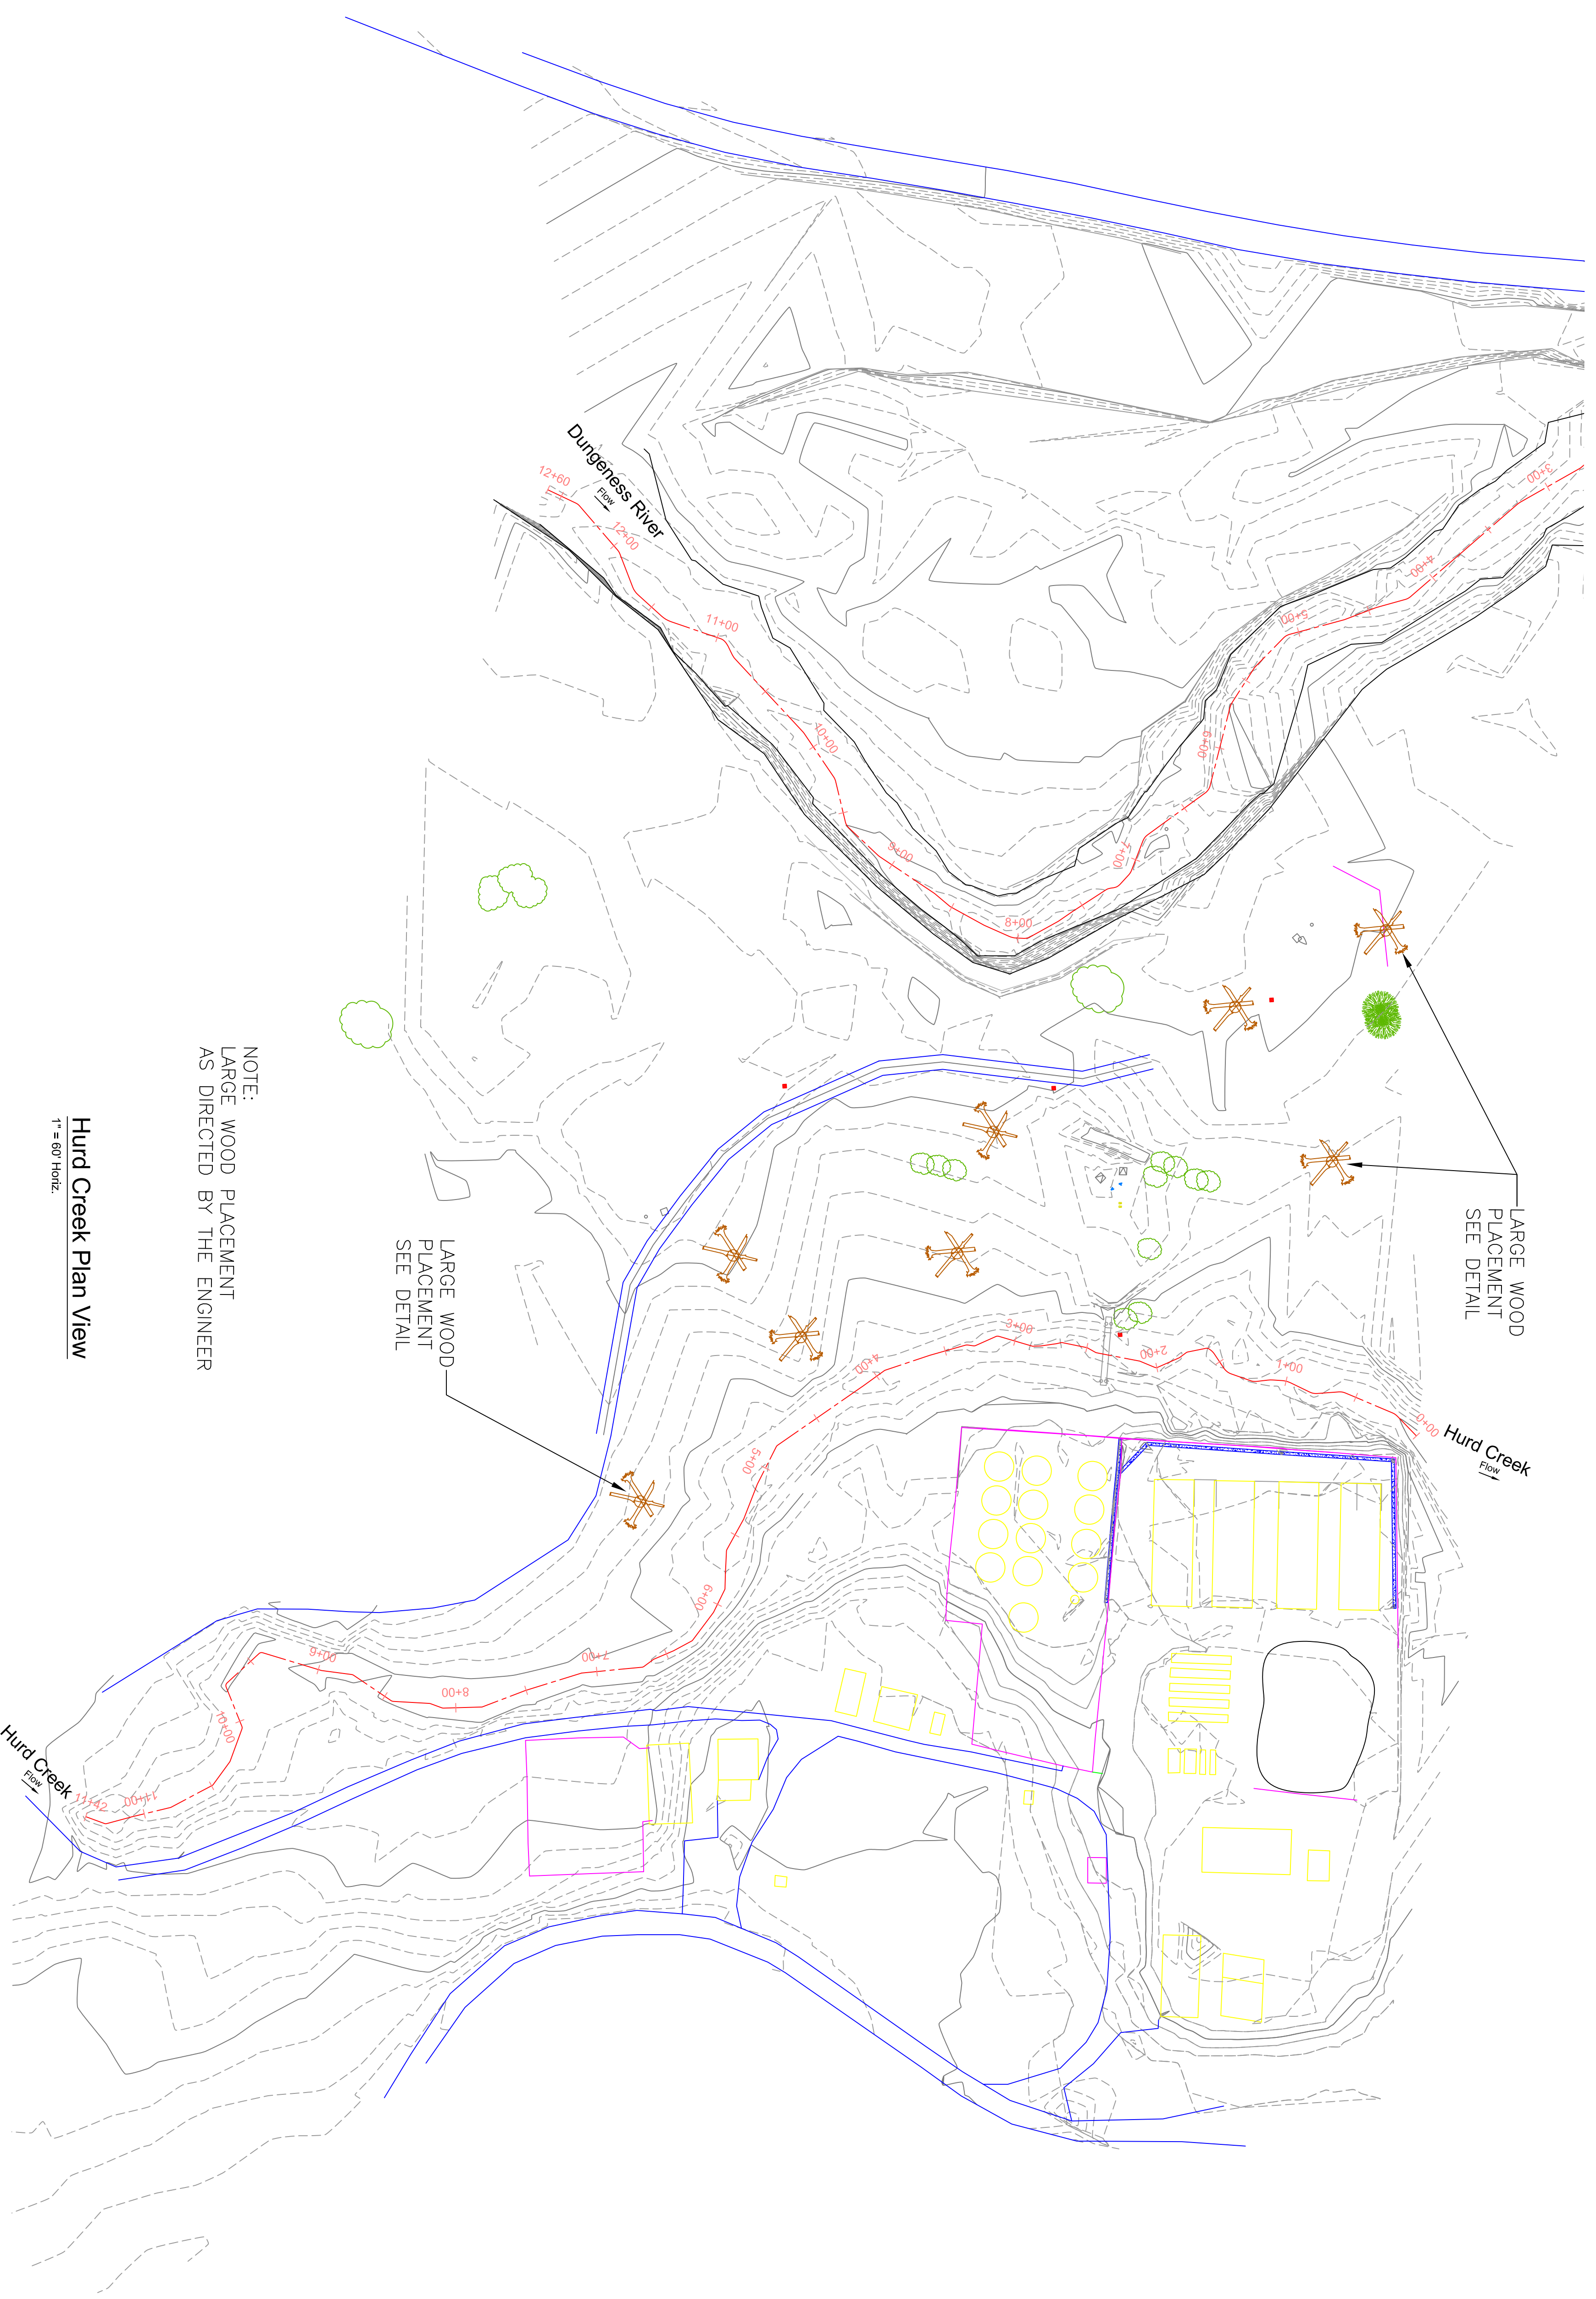 Dungeness River
Flow
12+60
12+00
11+00
10+00
9+00
8+00
7+00
6+00
5+00
4+00
3+00
LARGE WOOD
PLACEMENT
SEE DETAIL
Hurd Creek
Flow
0+00
1+00
2+00
3+00
4+00
5+00
6+00
7+00
8+00
9+00
10+00
11+00
11+42
Hurd Creek
Flow
LARGE WOOD
PLACEMENT
SEE DETAIL
NOTE:
LARGE WOOD PLACEMENT
AS DIRECTED BY THE ENGINEER
Hurd Creek Plan View
1" = 60' Horiz.